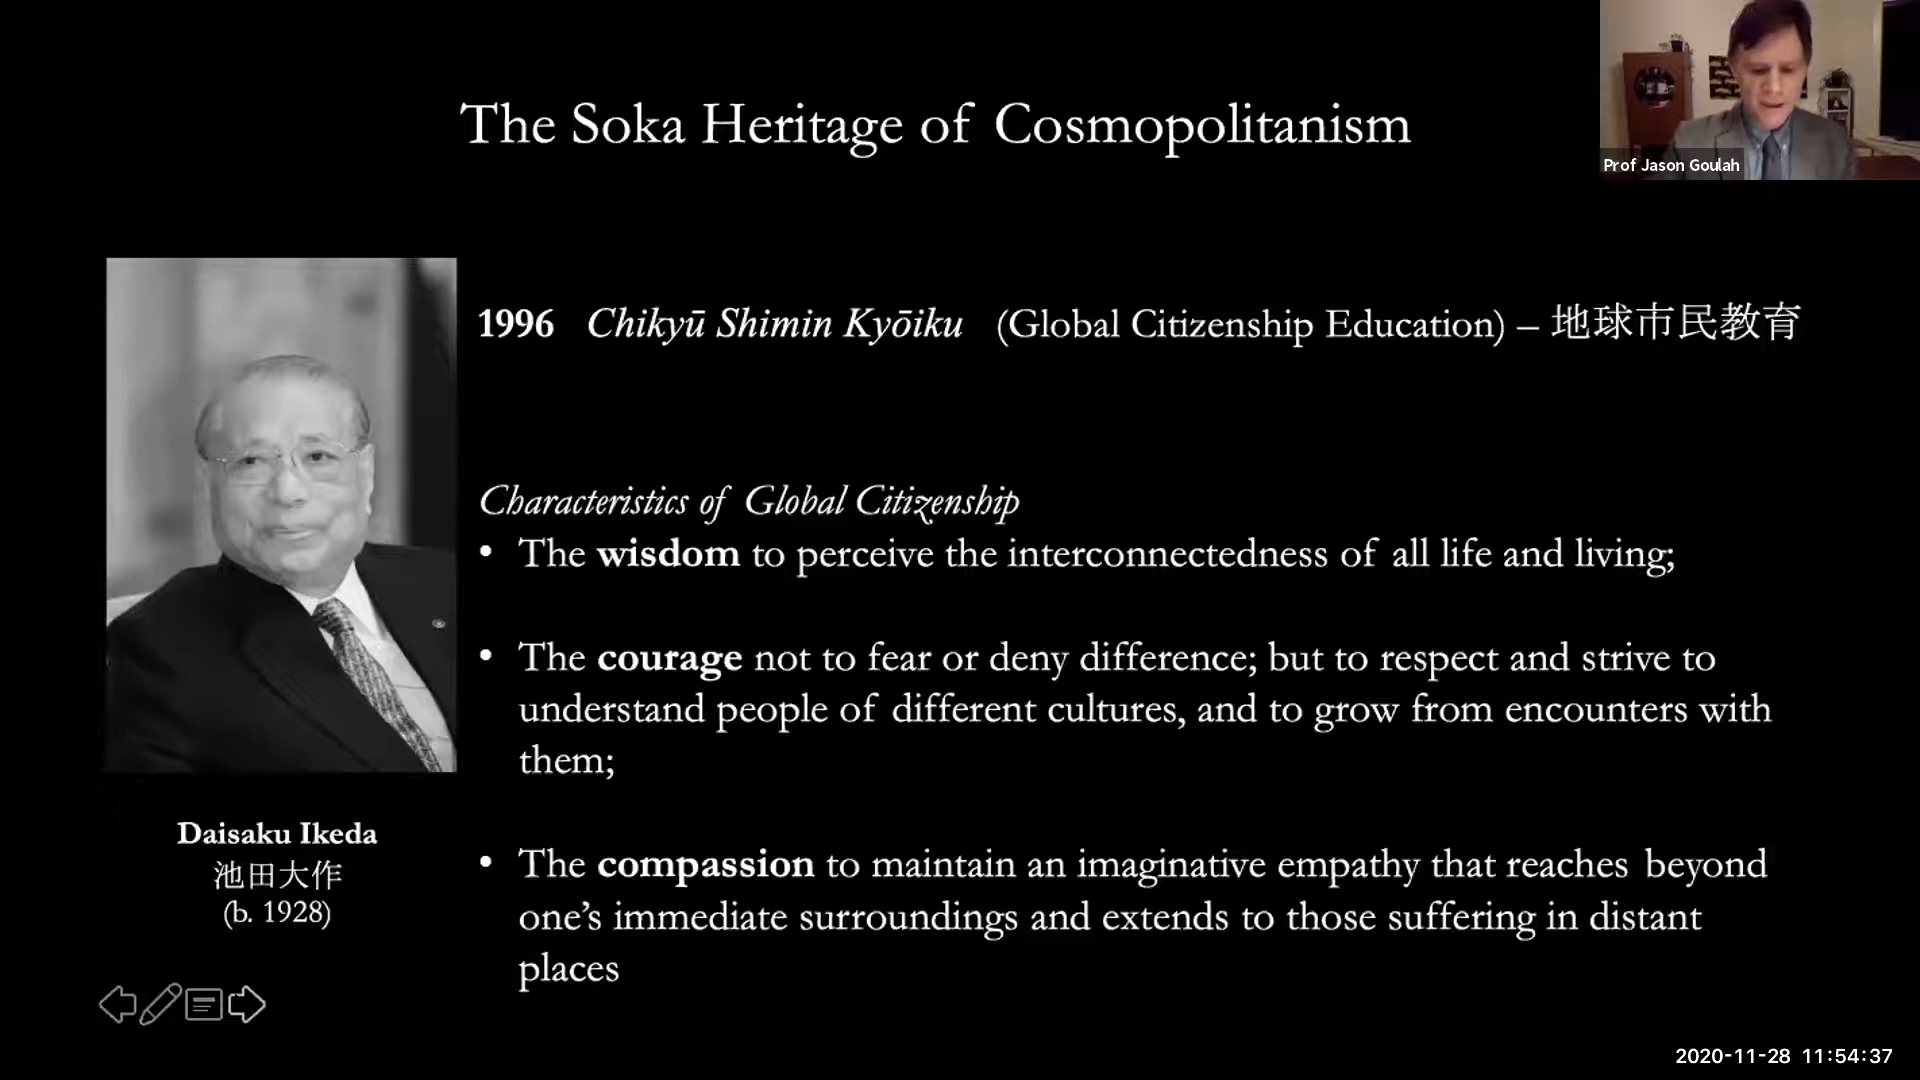 The Soka Heritage of Cosmopolitanism
Prof Jason Goulah
1996 Chikyū Shimin Kyōiku (Global Citizenship Education) – 地球市民教育
Characteristics of Global Citizenship
• The wisdom to perceive the interconnectedness of all life and living;
• The courage not to fear or deny difference; but to respect and strive to
understand people of different cultures, and to grow from encounters with
them;
• The compassion to maintain an imaginative empathy that reaches beyond
one’s immediate surroundings and extends to those suffering in distant
places
Daisaku Ikeda
池田大作
(b. 1928)
2020-11-28 11:54:37